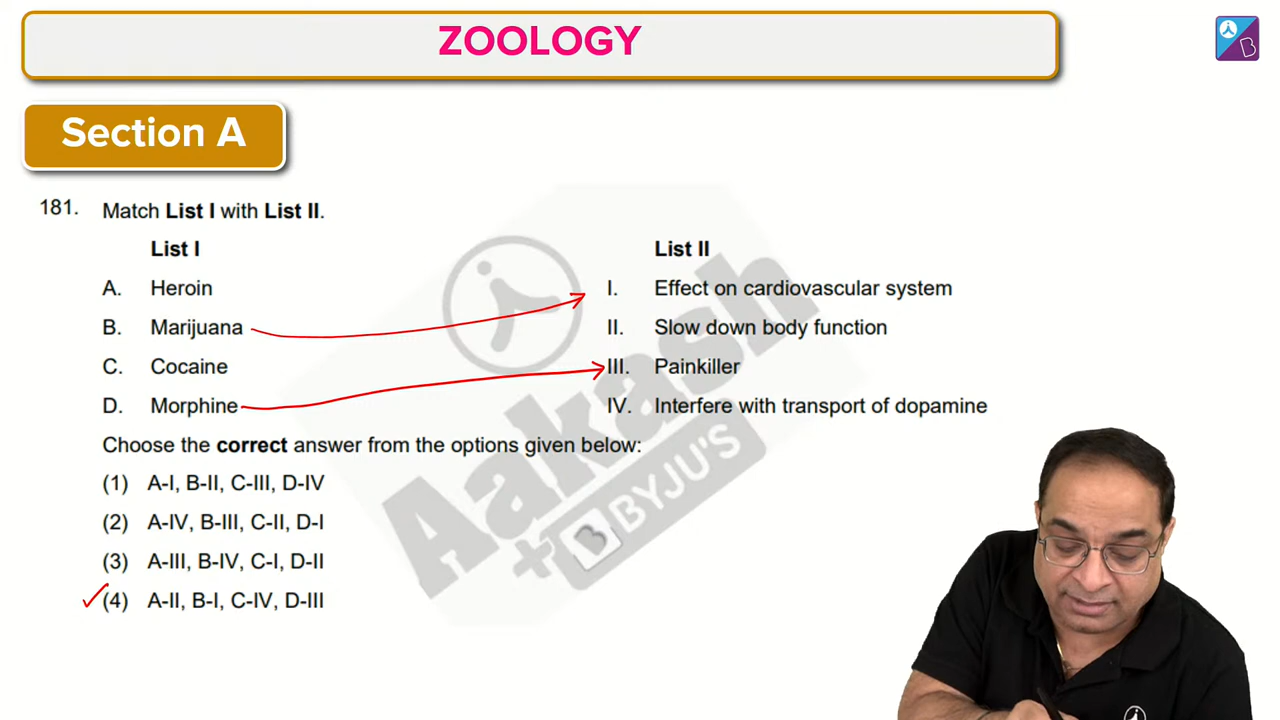 ZOOLOGY
Section A
181. Match List I with List II.
List I List II
A. Heroin I. Effect on cardiovascular system
B. Marijuana II. Slow down body function
C. Cocaine III. Painkiller
D. Morphine IV. Interfere with transport of dopamine
Choose the correct answer from the options given below:
(1) A-I, B-II, C-III, D-IV
(2) A-IV, B-III, C-II, D-I
(3) A-III, B-IV, C-I, D-II
(4) A-II, B-I, C-IV, D-III
Aakash
+ B BYJU'S